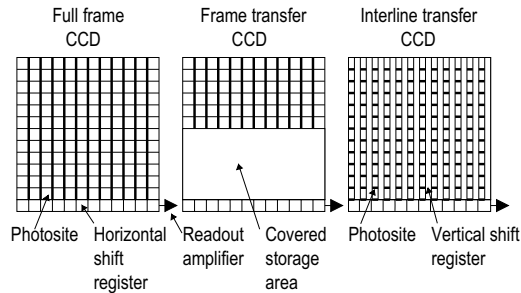 Full frame
CCD
Frame transfer
CCD
Interline transfer
CCD
Photosite
Horizontal
shift
register
Readout
amplifier
Covered
storage
area
Photosite
Vertical shift
register